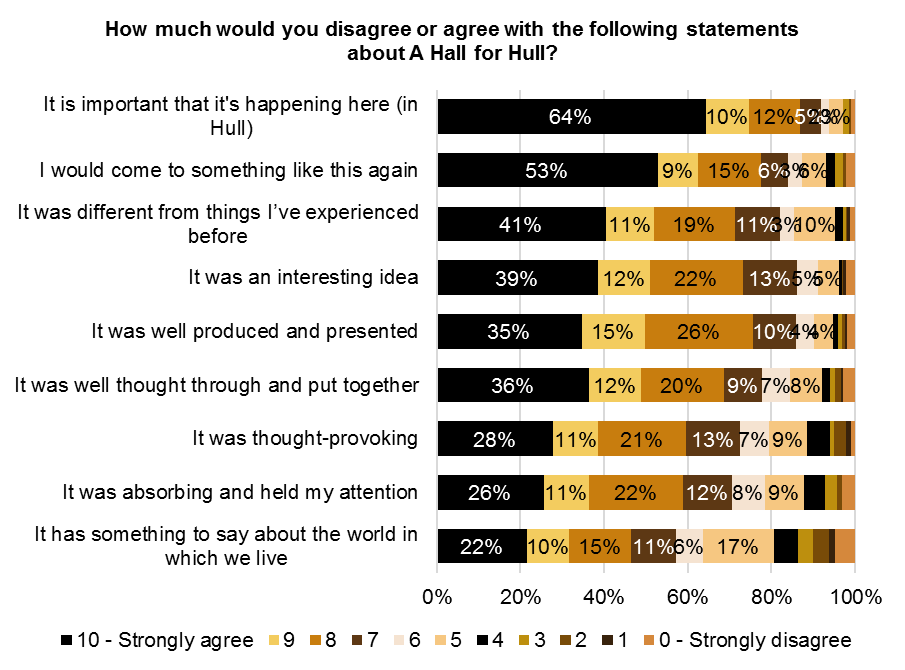 How much would you disagree or agree with the following statements
about A Hall for Hull?
It is important that it's happening here (in
Hull)
64% 10% 12% 5%
I would come to something like this again
53% 9% 15% 6% 3% 6%
It was different from things I’ve experienced
before
41% 11% 19% 11% 3% 10%
It was an interesting idea
39% 12% 22% 13% 5% 5%
It was well produced and presented
35% 15% 26% 10% 4% 4%
It was well thought through and put together
36% 12% 20% 9% 7% 8%
It was thought-provoking
28% 11% 21% 13% 7% 9%
It was absorbing and held my attention
26% 11% 22% 12% 8% 9%
It has something to say about the world in
which we live
22% 10% 15% 11% 6% 17%
0% 20% 40% 60% 80% 100%
10 - Strongly agree 9 8 7 6 5 4 3 2 1 0 - Strongly disagree